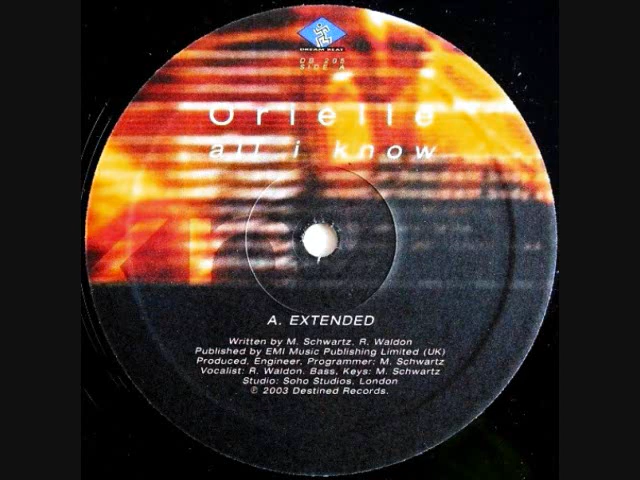 DREAM BEAT
DB 208
SIDE A
Orielle
all i know
A. EXTENDED
Written by M. Schwartz, R. Waldon
Published by EMI Music Publishing Limited (UK)
Produced, Engineer, Programmer: M. Schwartz
Vocalist: R. Waldon. Bass, Keys: M. Schwartz
Studio: Soho Studios, London
℗ 2003 Destined Records.